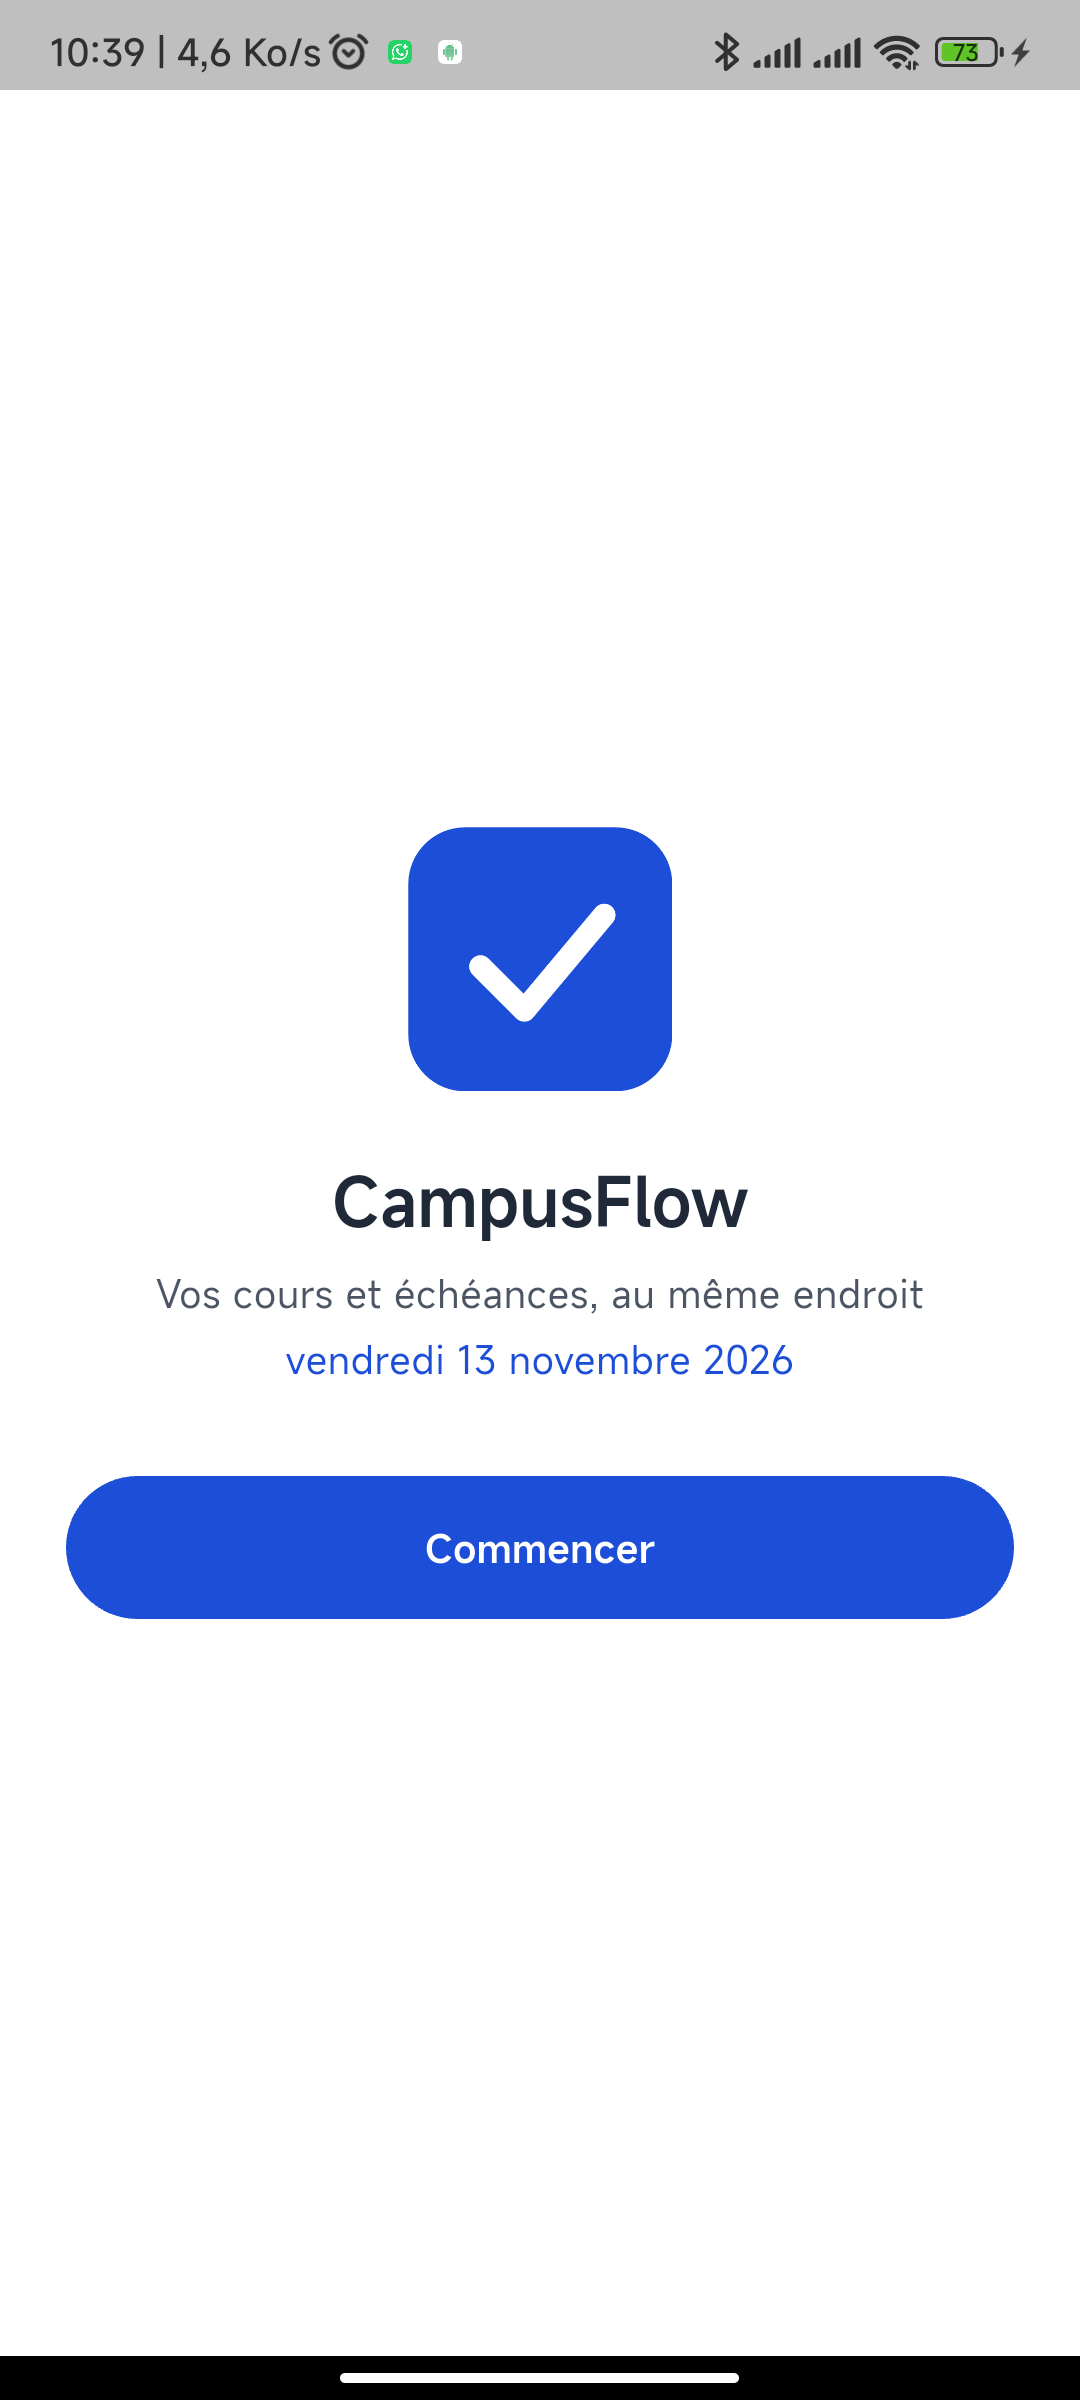 10:39 | 4,6 Ko/s
73
CampusFlow
Vos cours et échéances, au même endroit
vendredi 13 novembre 2026
Commencer